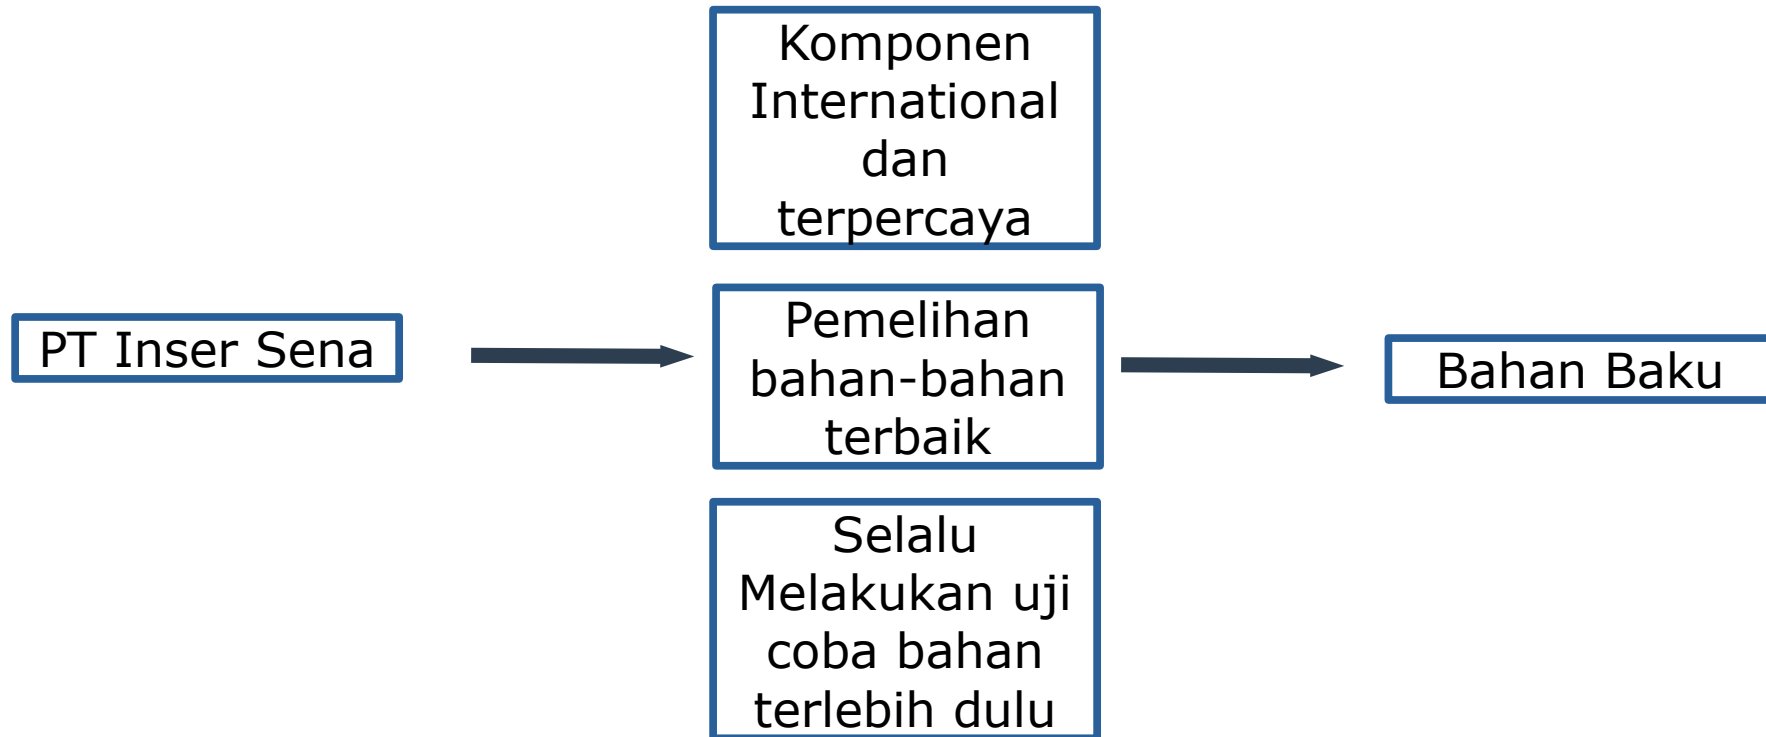 PT Inser Sena
Komponen
International
dan
terpercaya
Pemelihan
bahan-bahan
terbaik
Selalu
Melakukan uji
coba bahan
terlebih dulu
Bahan Baku